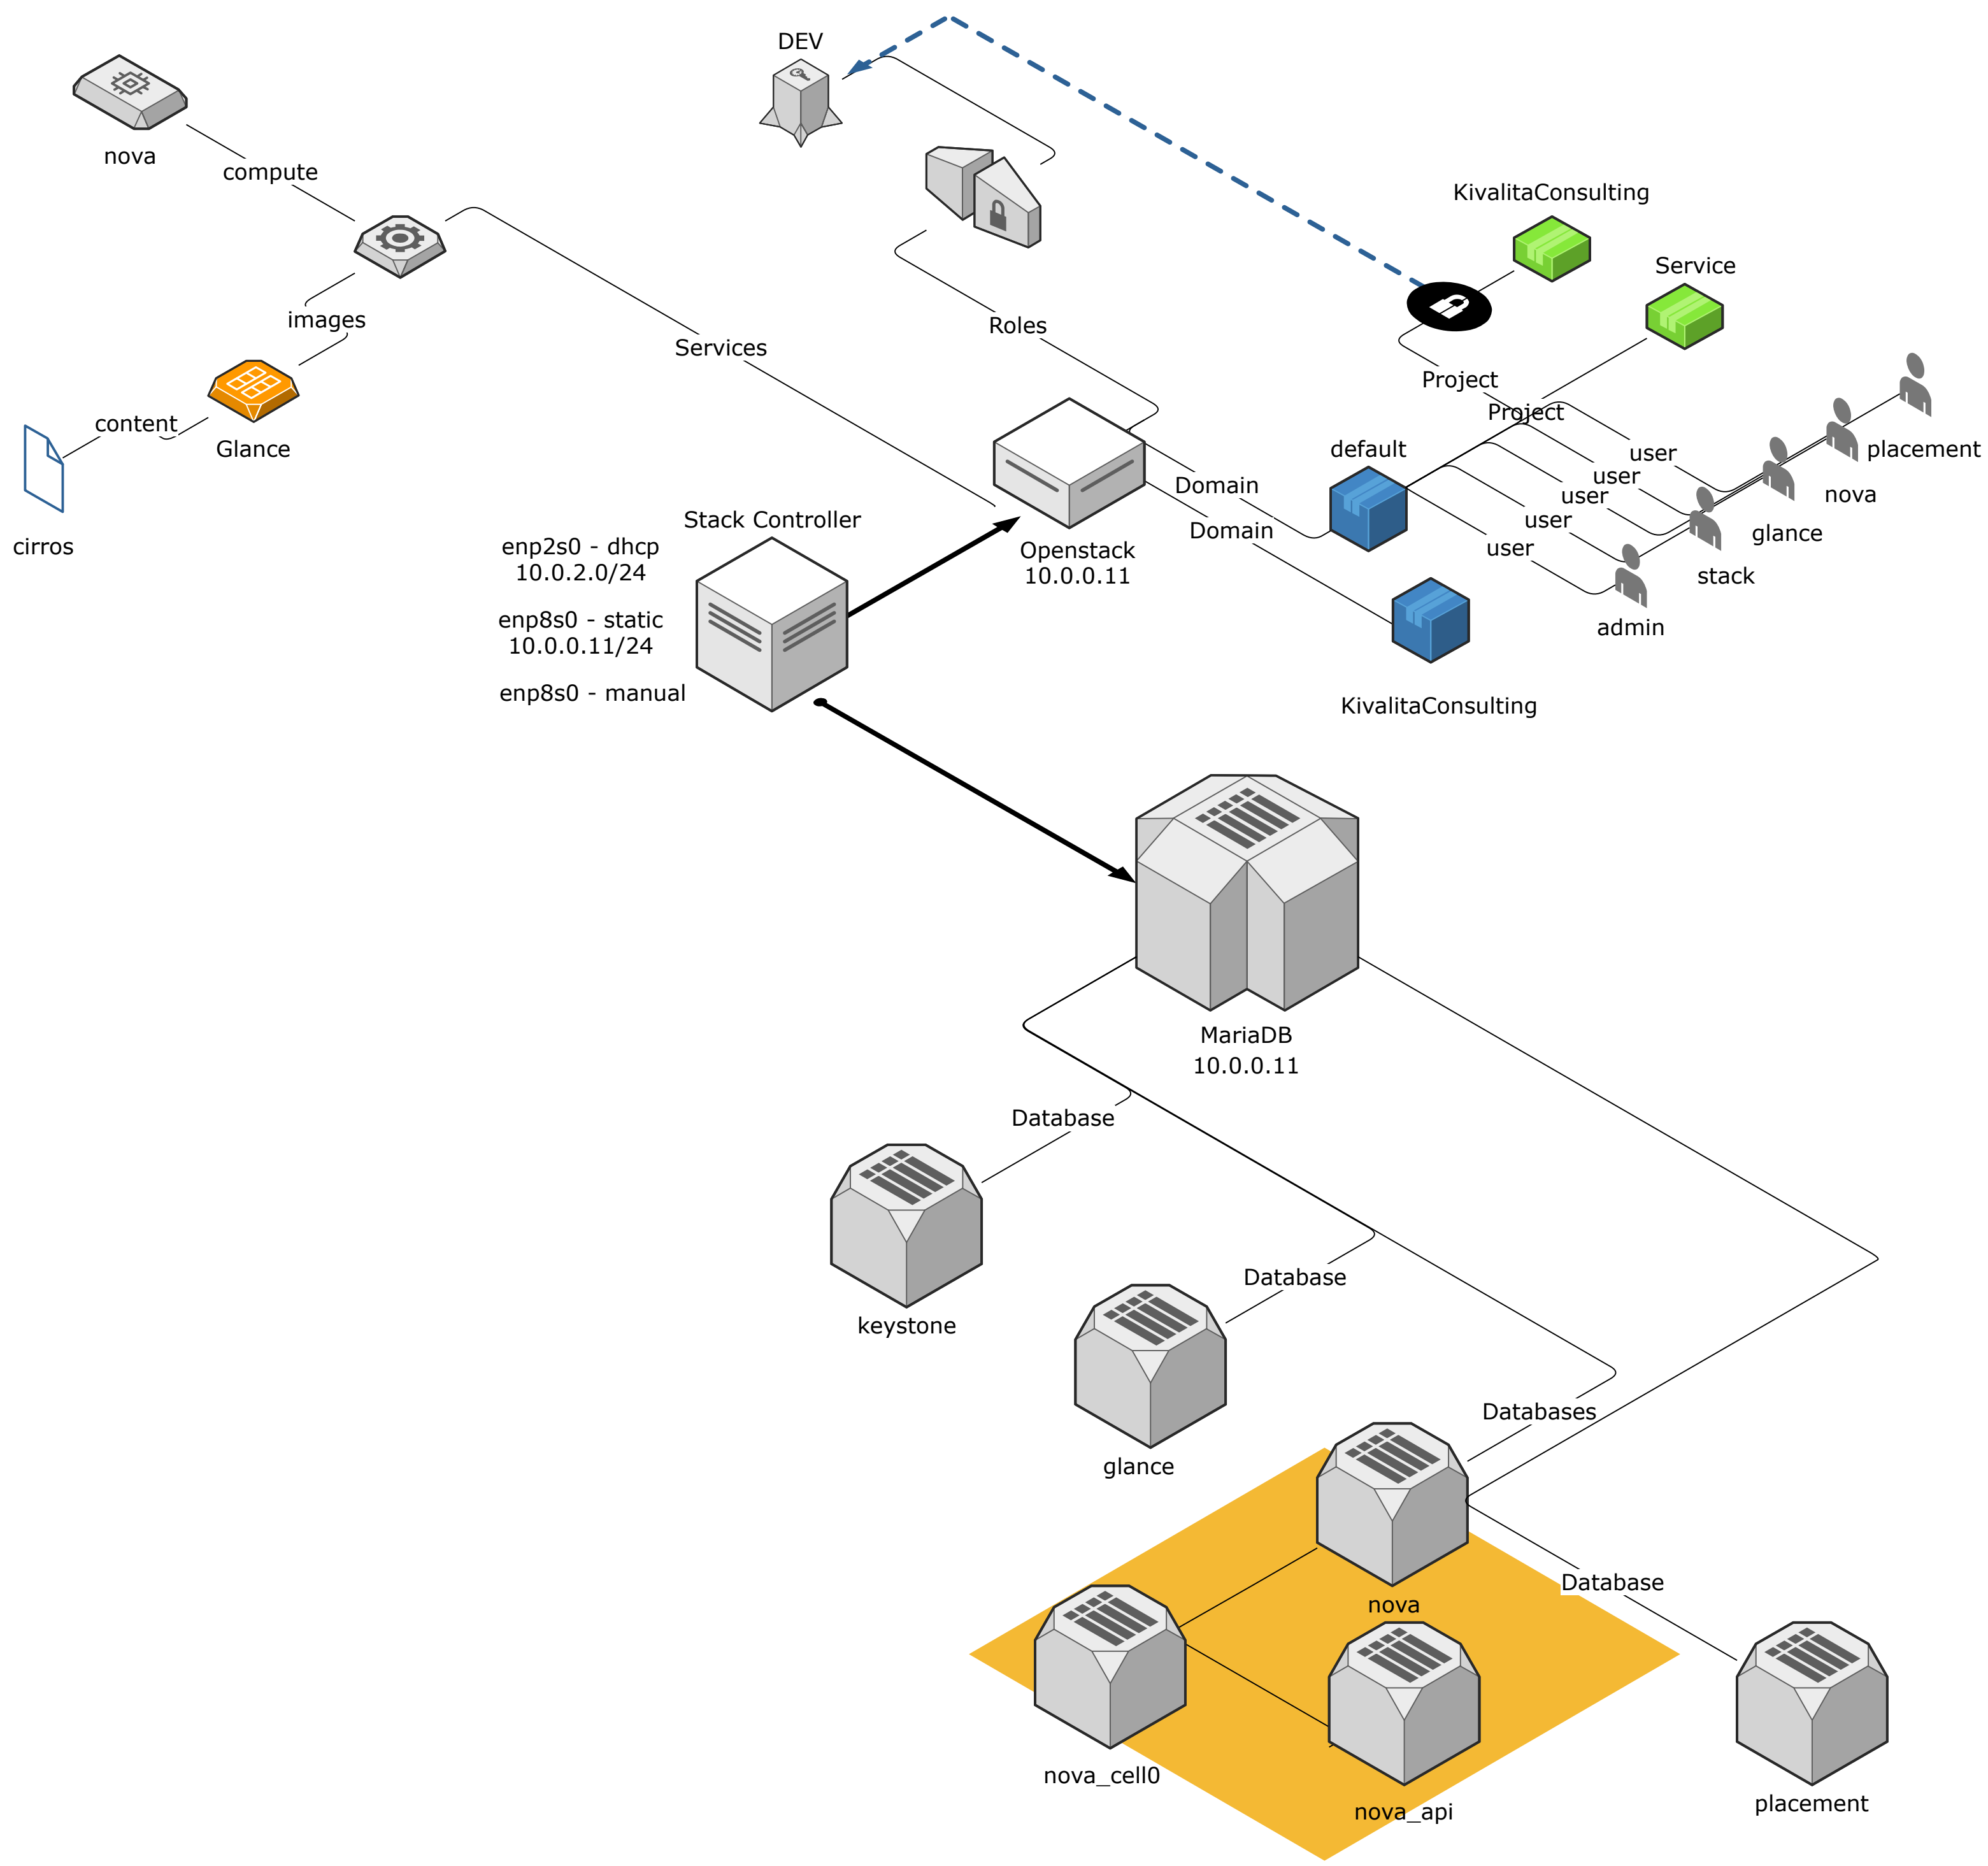 DEV
nova
compute
KivalitaConsulting
Service
images
Roles
Services
Project
Project
content
Glance
default
user
user
user
user
user
placement
nova
glance
stack
admin
Domain
Domain
cirros
Stack Controller
enp2s0 - dhcp
10.0.2.0/24
enp8s0 - static
10.0.0.11/24
enp8s0 - manual
Openstack
10.0.0.11
KivalitaConsulting
MariaDB
10.0.0.11
Database
keystone
Database
glance
Databases
nova
Database
nova_cell0
nova_api
placement